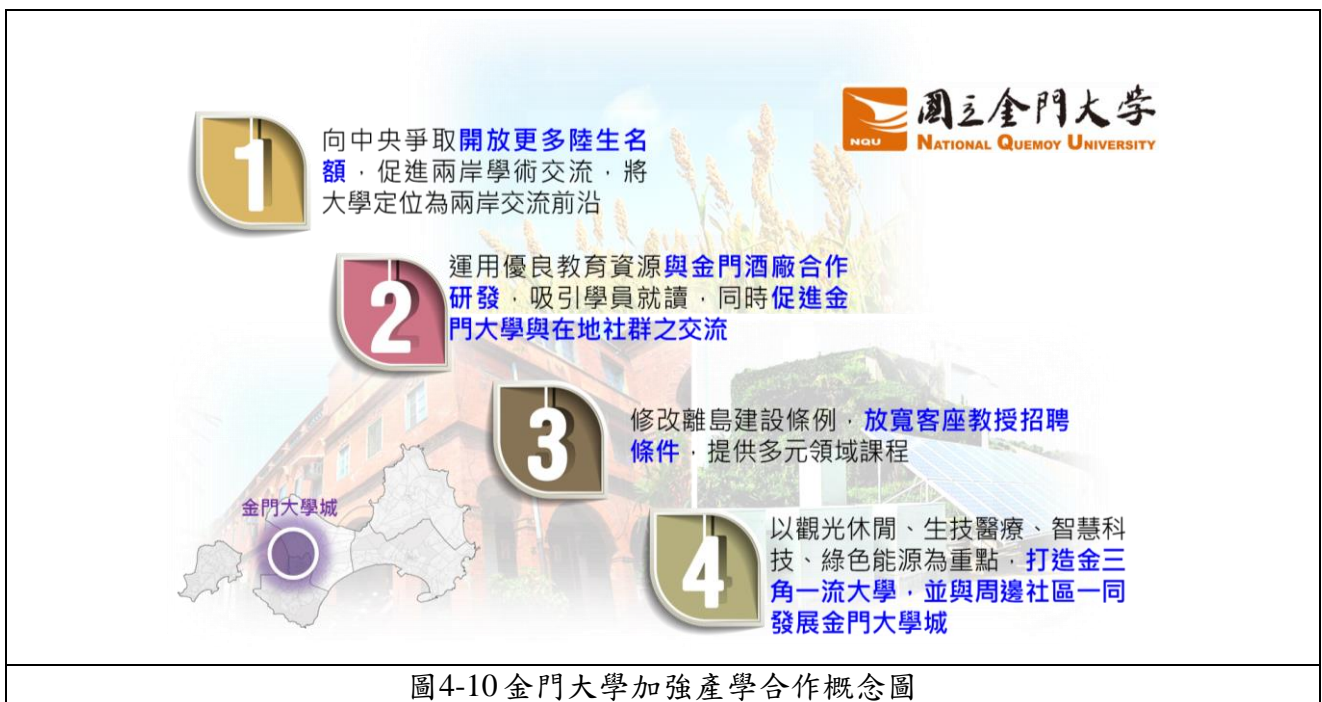 國立金門大学
NQU
NATIONAL QUEMOY UNIVERSITY
1
向中央爭取開放更多陸生名
額，促進兩岸學術交流，將
大學定位為兩岸交流前沿
2
運用優良教育資源與金門酒廠合作
研發，吸引學員就讀，同時促進金
門大學與在地社群之交流
3
修改離島建設條例，放寬客座教授招聘
條件，提供多元領域課程
金門大學城
4
以觀光休閒、生技醫療、智慧科
技、綠色能源為重點，打造金三
角一流大學，並與周邊社區一同
發展金門大學城
圖4-10金門大學加強產學合作概念圖